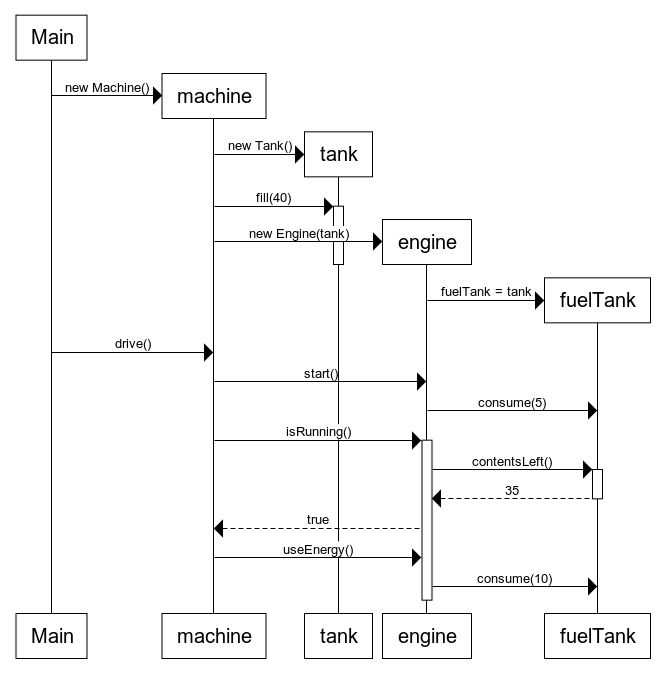 Main
new Machine()
machine
new Tank()
tank
fill(40)
new Engine(tank)
engine
fuelTank = tank
fuelTank
drive()
start()
consume(5)
isRunning()
contentsLeft()
35
true
useEnergy()
consume(10)
Main
machine
tank
engine
fuelTank